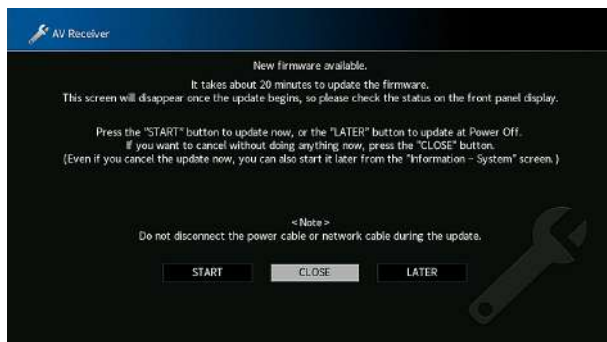 AV Receiver
New firmware available.
It takes about 20 minutes to update the firmware.
This screen will disappear once the update begins, so please check the status on the front panel display.
Press the "START" button to update now, or the "LATER" button to update at Power Off.
If you want to cancel without doing anything now, press the "CLOSE" button.
(Even if you cancel the update now, you can also start it later from the "Information – System" screen. )
< Note >
Do not disconnect the power cable or network cable during the update.
START CLOSE LATER